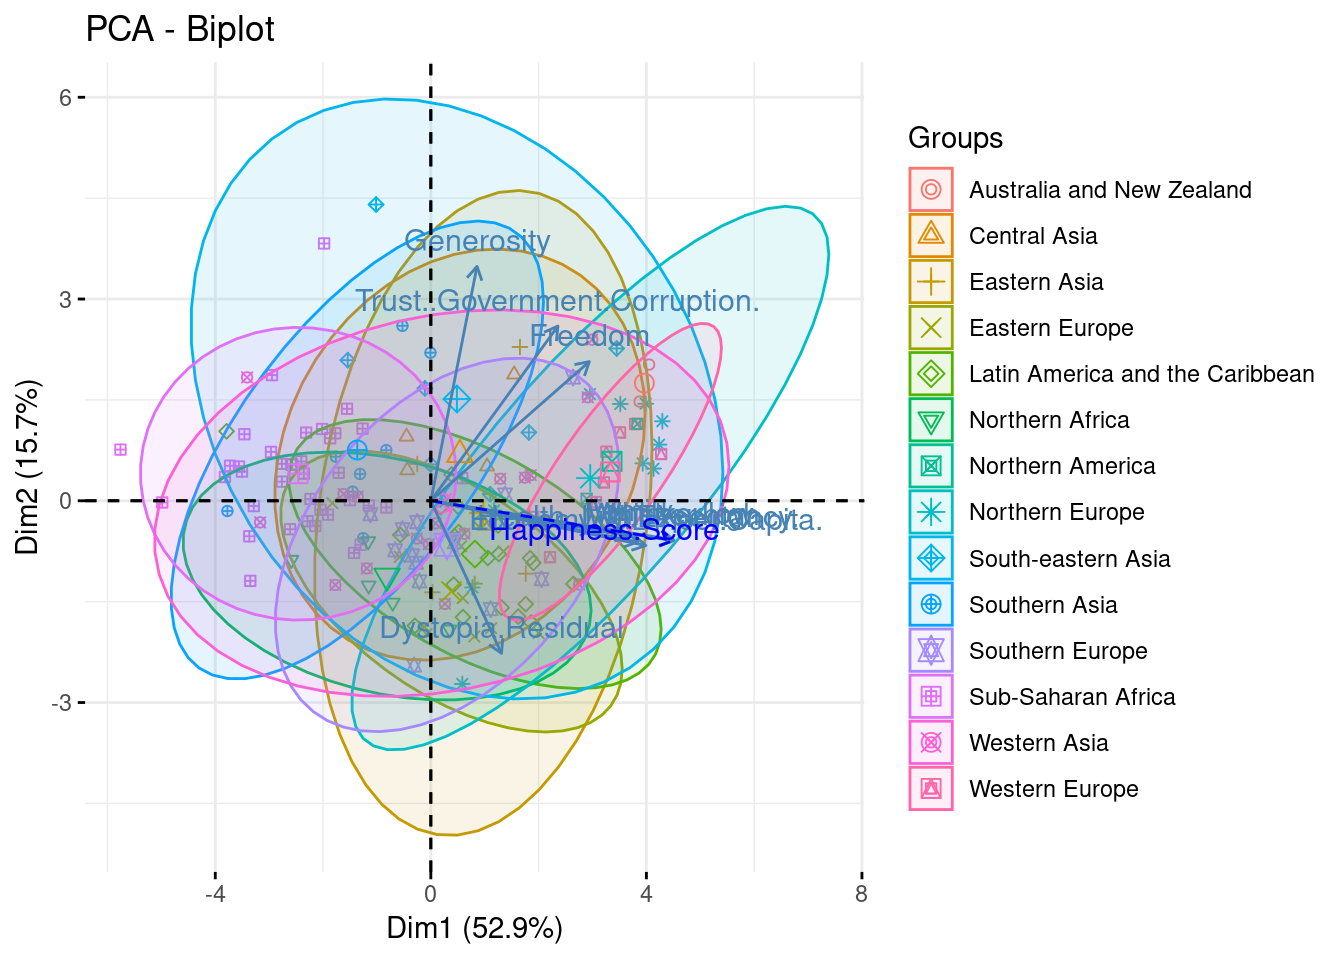 PCA - Biplot
6
3
0
-3
-4
0
4
8
Dim2 (15.7%)
Dim1 (52.9%)
Generosity
Trust..Government.Corruption.
Freedom
Happiness.Score
Dystopia.Residual
Groups
Australia and New Zealand
Central Asia
Eastern Asia
Eastern Europe
Latin America and the Caribbean
Northern Africa
Northern America
Northern Europe
South-eastern Asia
Southern Asia
Southern Europe
Sub-Saharan Africa
Western Asia
Western Europe